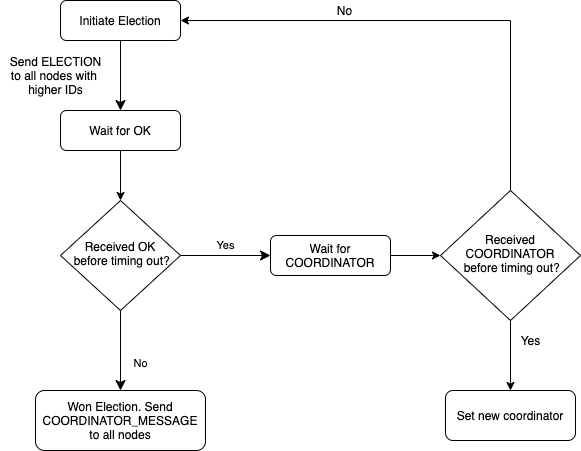 Initiate Election
No
Send ELECTION
to all nodes with
higher IDs
Wait for OK
Received OK
before timing out?
Yes
Wait for
COORDINATOR
Received
COORDINATOR
before timing out?
No
Yes
Won Election. Send
COORDINATOR_MESSAGE
to all nodes
Set new coordinator